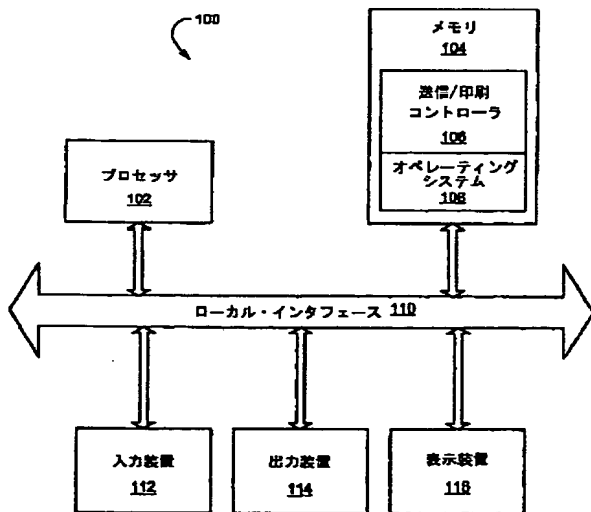 100
メモリ
104
送信/印刷
コントローラ
106
オペレーティング
システム
108
プロセッサ
102
ローカル・インタフェース 110
入力装置
112
出力装置
114
表示装置
116